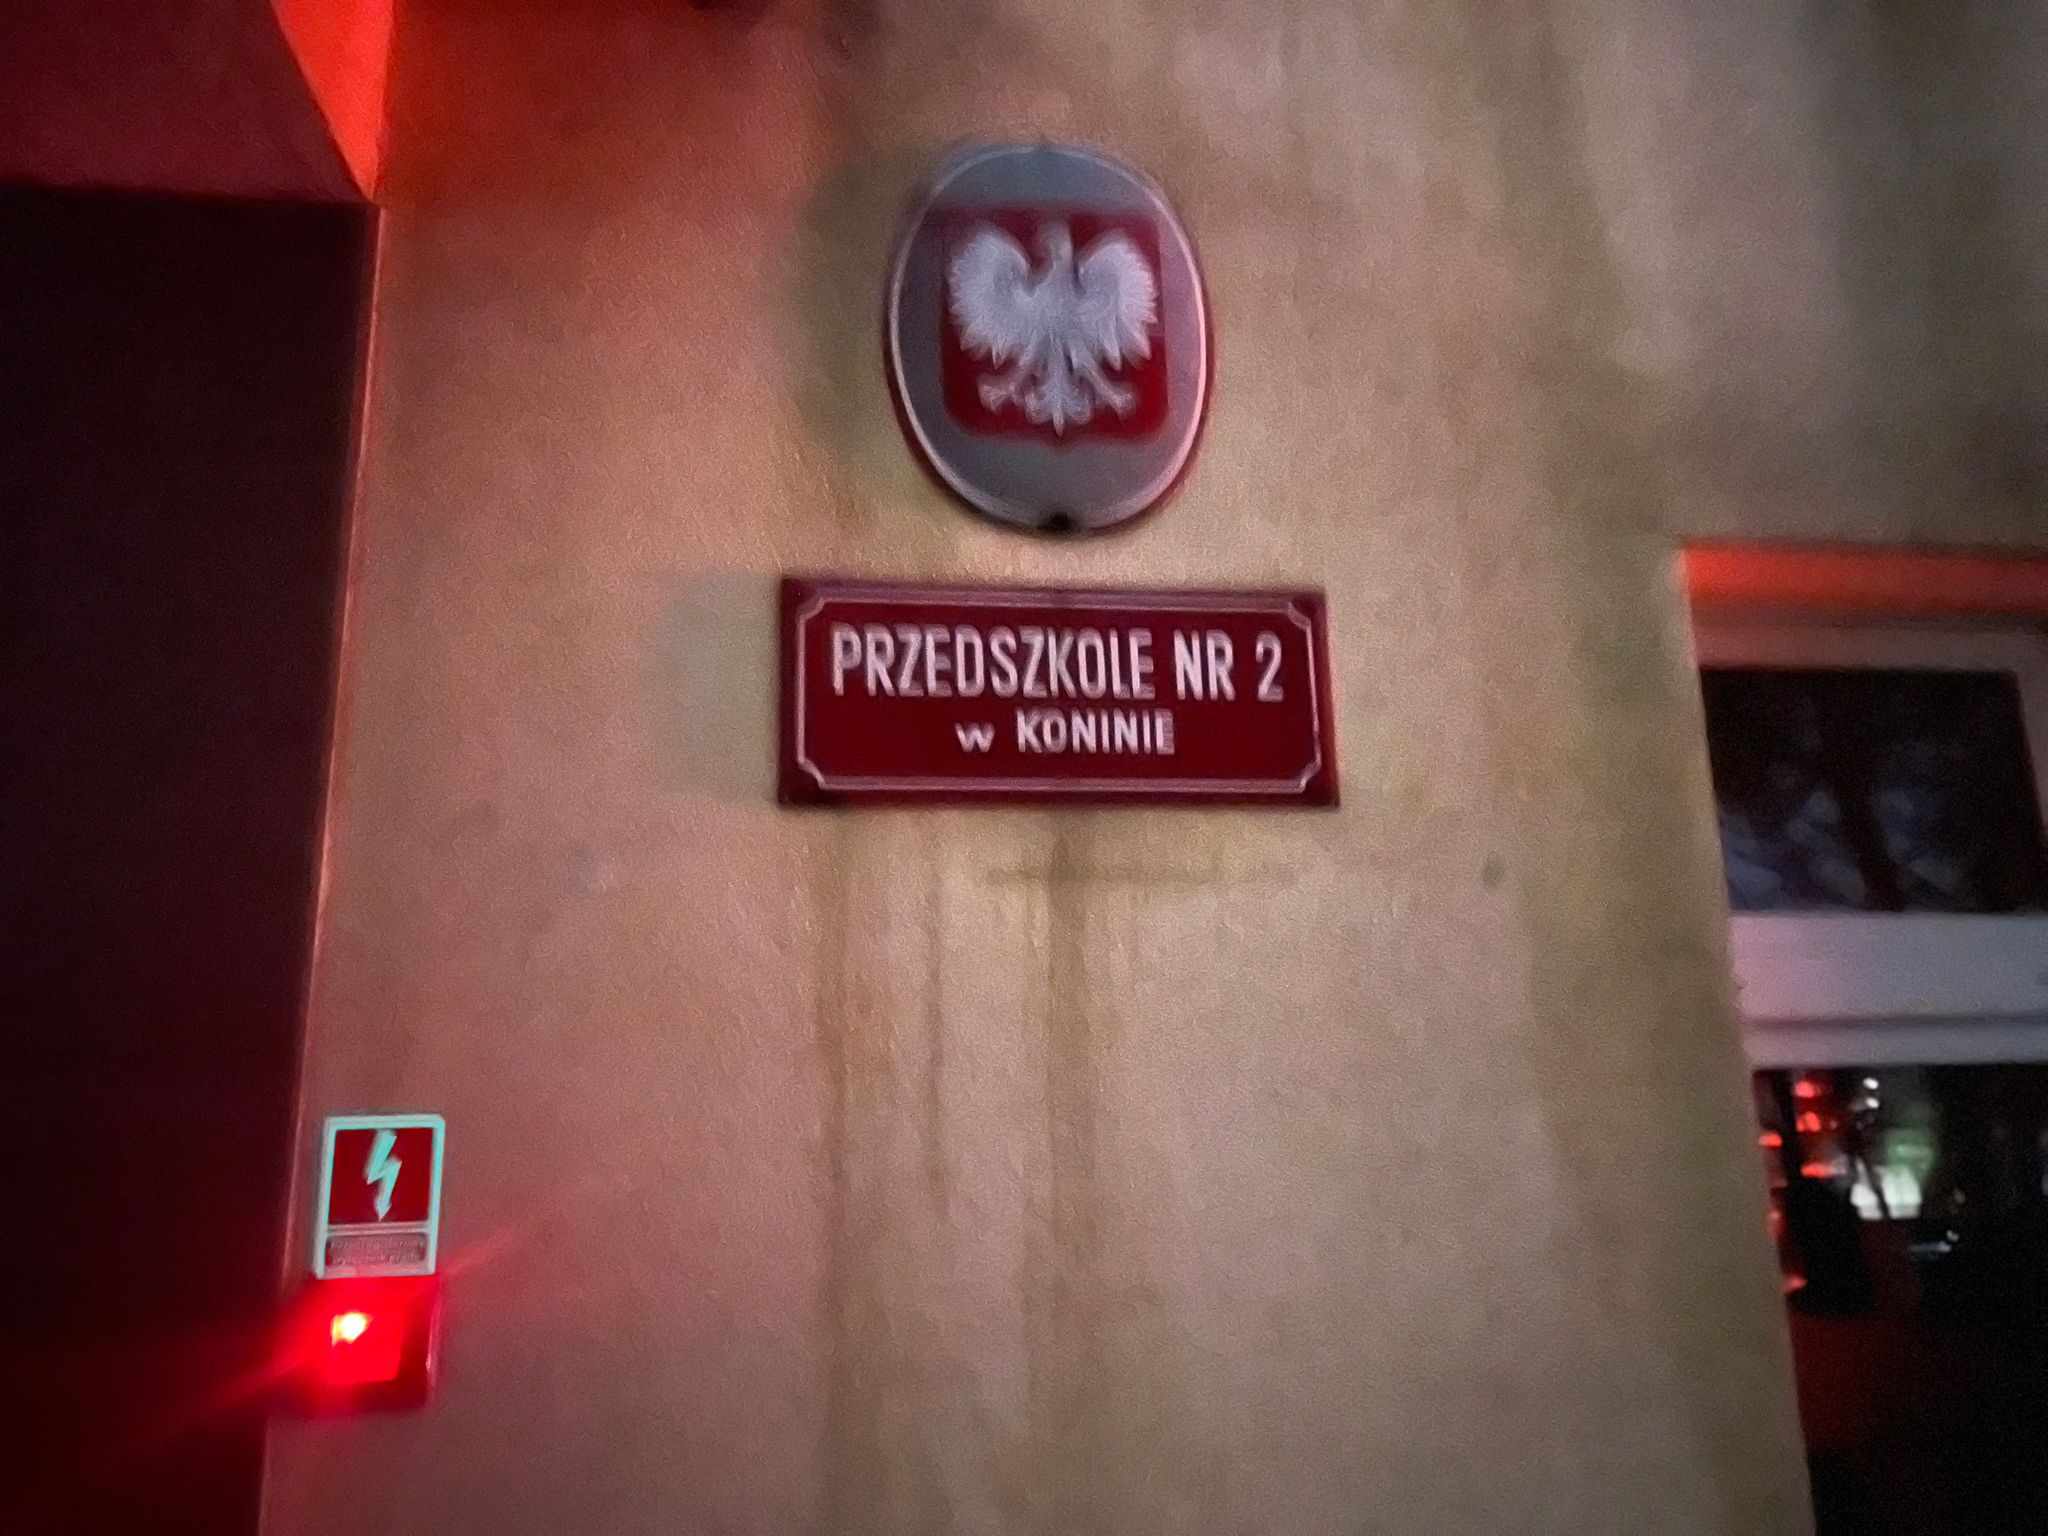 PRZEDSZKOLE NR 2
w KONINIE